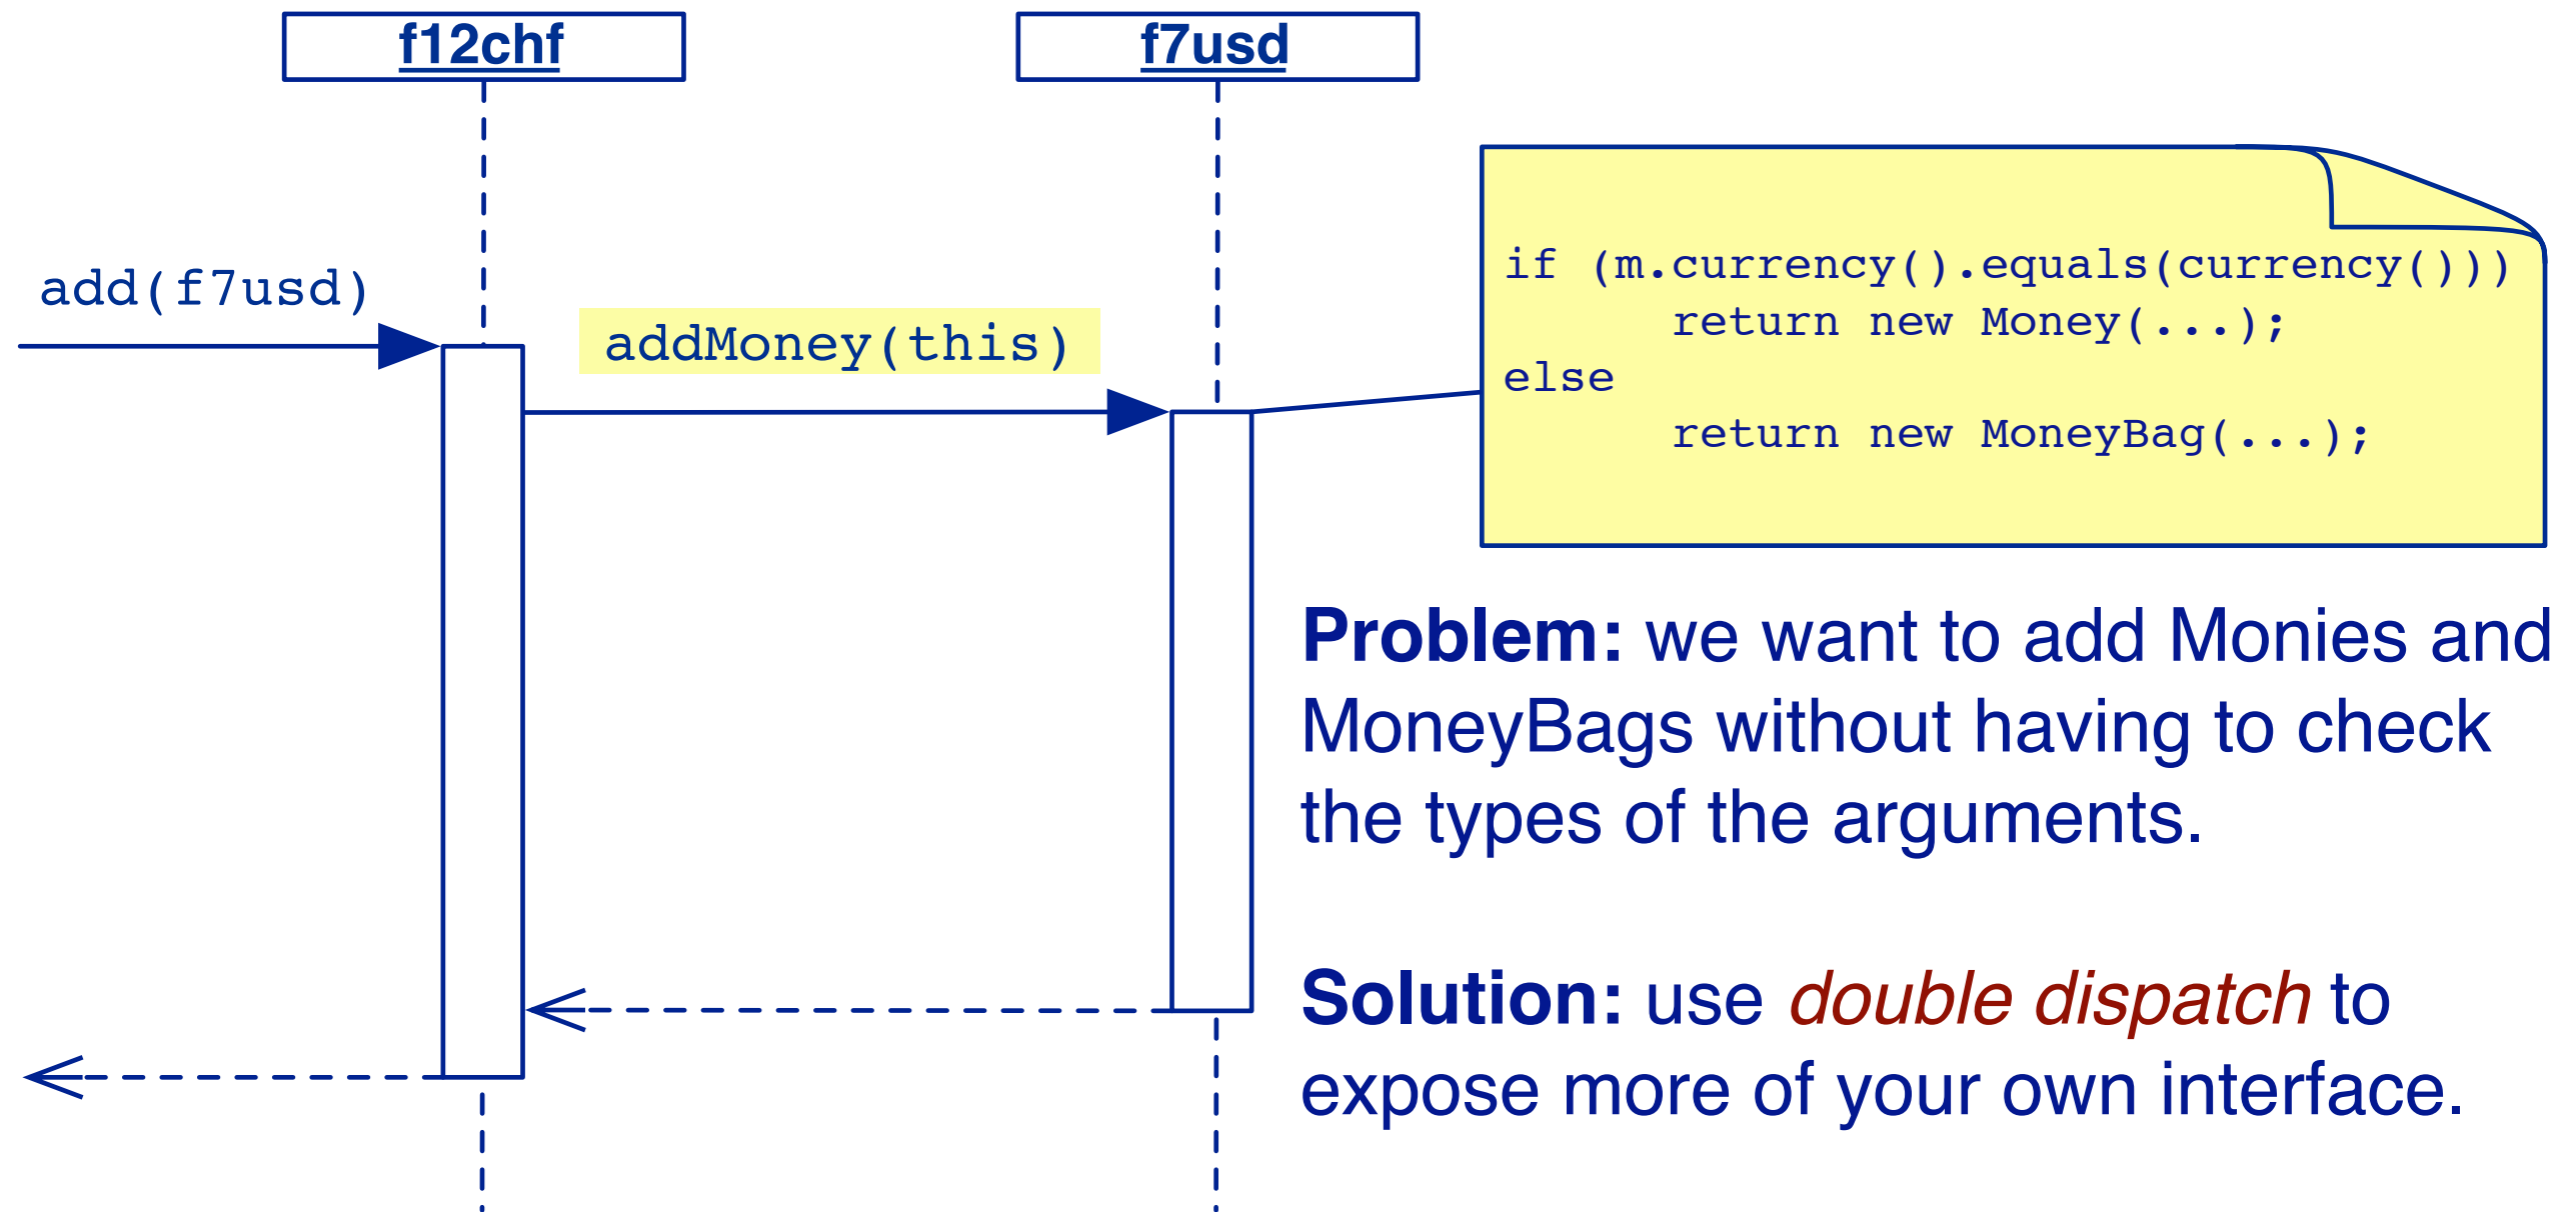 f12chf
f7usd
add(f7usd)
addMoney(this)
if (m.currency().equals(currency()))
return new Money(...);
else
return new MoneyBag(...);
Problem: we want to add Monies and
MoneyBags without having to check
the types of the arguments.
Solution: use double dispatch to
expose more of your own interface.